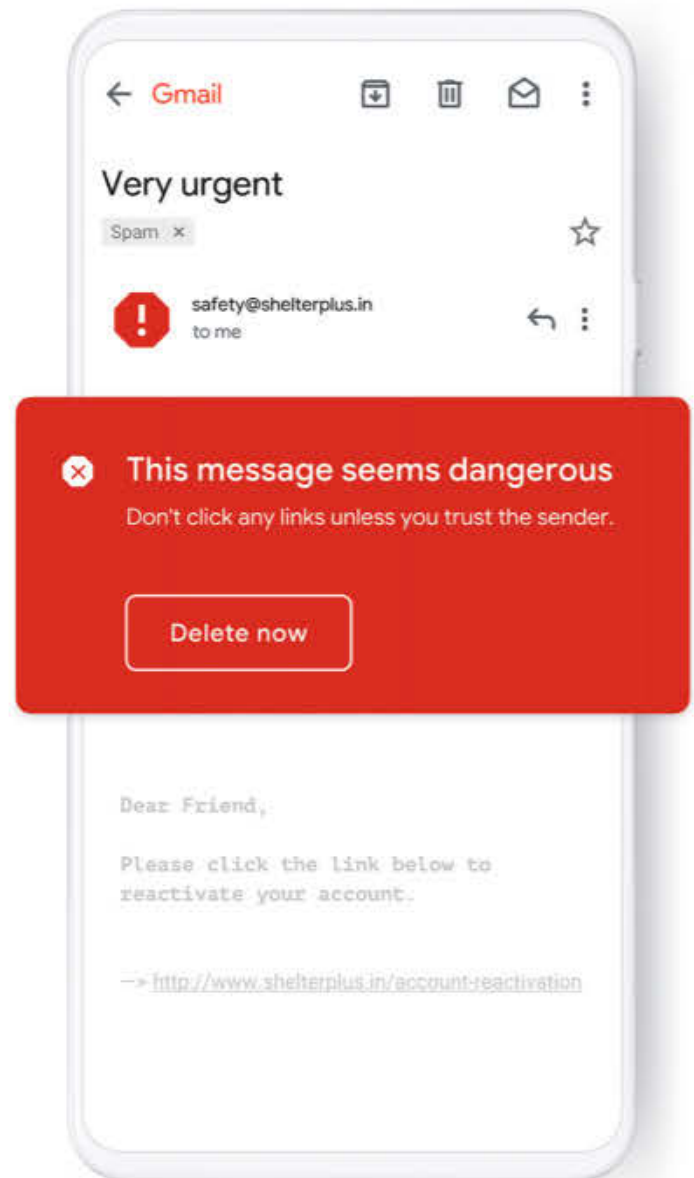 Gmail
Very urgent
Spam ×
safety@shelterplus.in
to me
This message seems dangerous
Don't click any links unless you trust the sender.
Delete now
Dear Friend,
Please click the link below to
reactivate your account.
—> http://www.shelterplus.in/account-reactivation